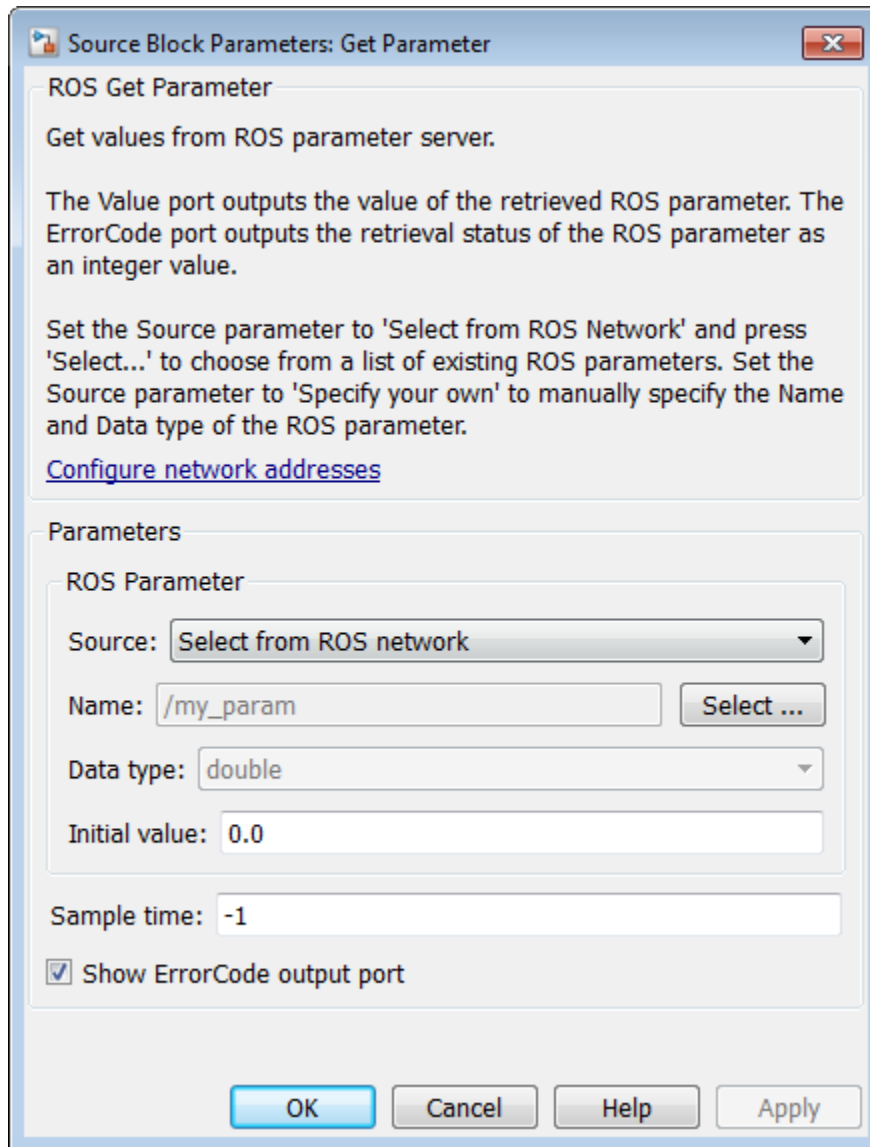 Source Block Parameters: Get Parameter
ROS Get Parameter
Get values from ROS parameter server.
The Value port outputs the value of the retrieved ROS parameter. The
ErrorCode port outputs the retrieval status of the ROS parameter as
an integer value.
Set the Source parameter to 'Select from ROS Network' and press
'Select...' to choose from a list of existing ROS parameters. Set the
Source parameter to 'Specify your own' to manually specify the Name
and Data type of the ROS parameter.
Configure network addresses
Parameters
ROS Parameter
Source: Select from ROS network
Name: /my_param Select ...
Data type: double
Initial value: 0.0
Sample time: -1
Show ErrorCode output port
OK Cancel Help Apply